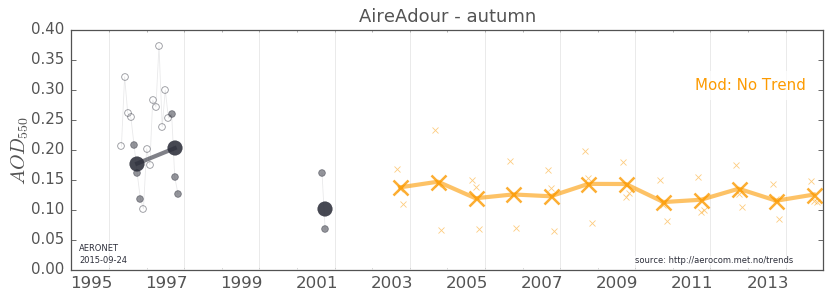 AireAdour - autumn
0.40
0.35
0.30
0.25
0.20
0.15
0.10
0.05
0.00
AOD550
Mod: No Trend
AERONET
2015-09-24
source: http://aerocom.met.no/trends
1995 1997 1999 2001 2003 2005 2007 2009 2011 2013